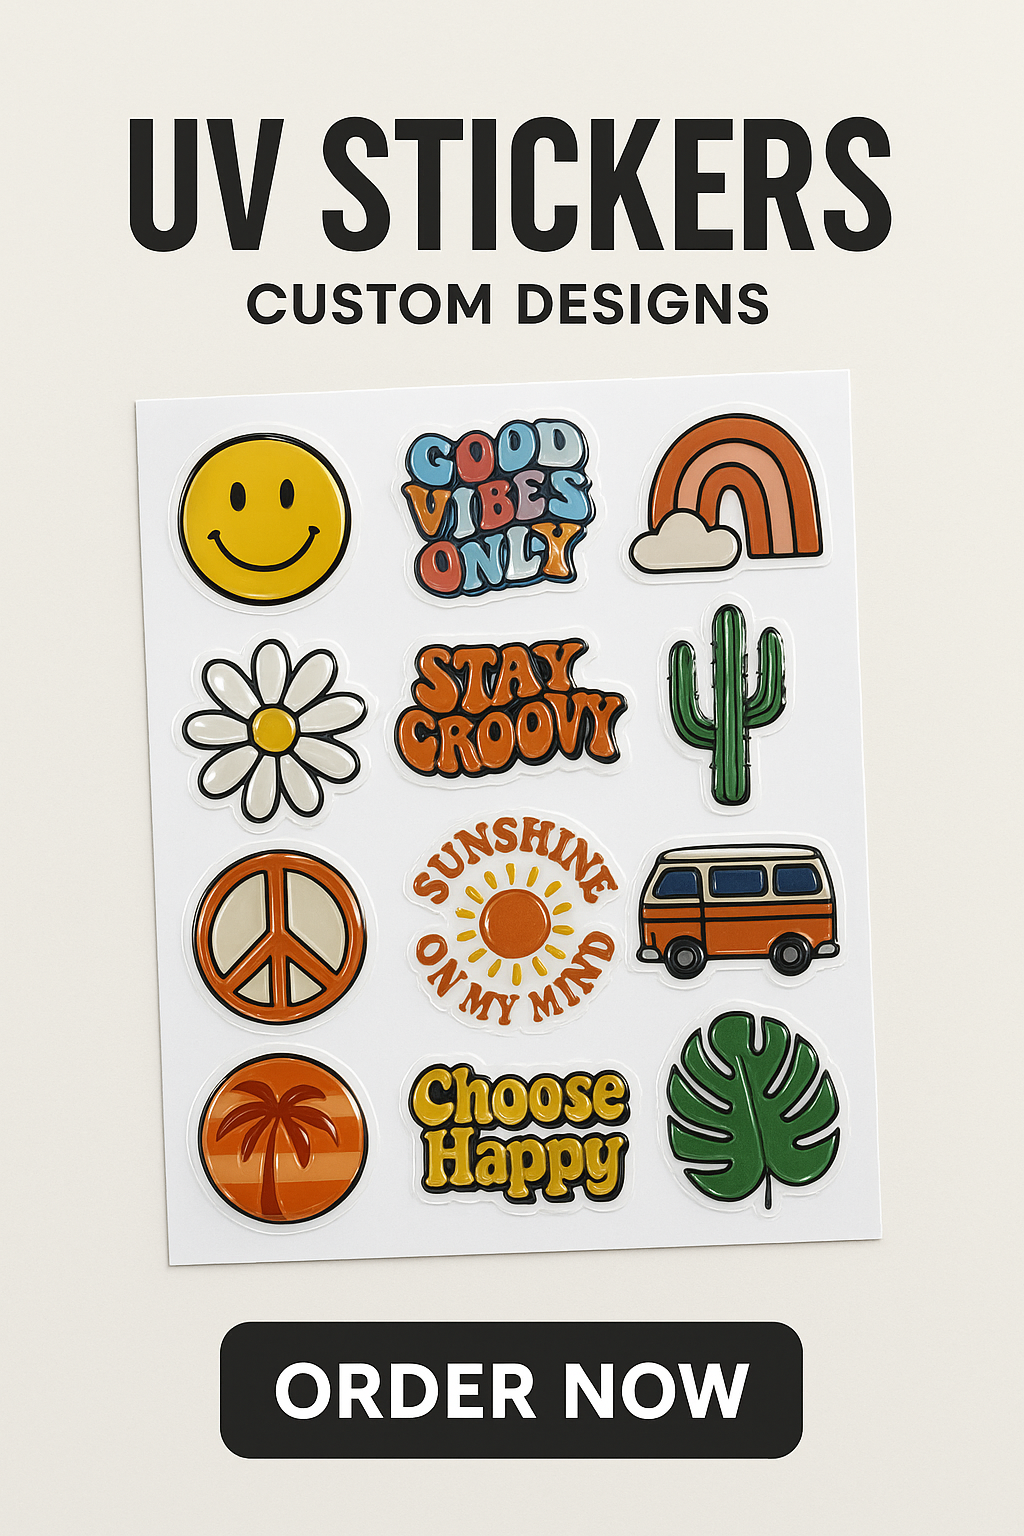 UV STICKERS
CUSTOM DESIGNS
GOOD
VIBES
ONLY
STAY
GROOVY
SUNSHINE
ON MY MIND
Choose
Happy
ORDER NOW